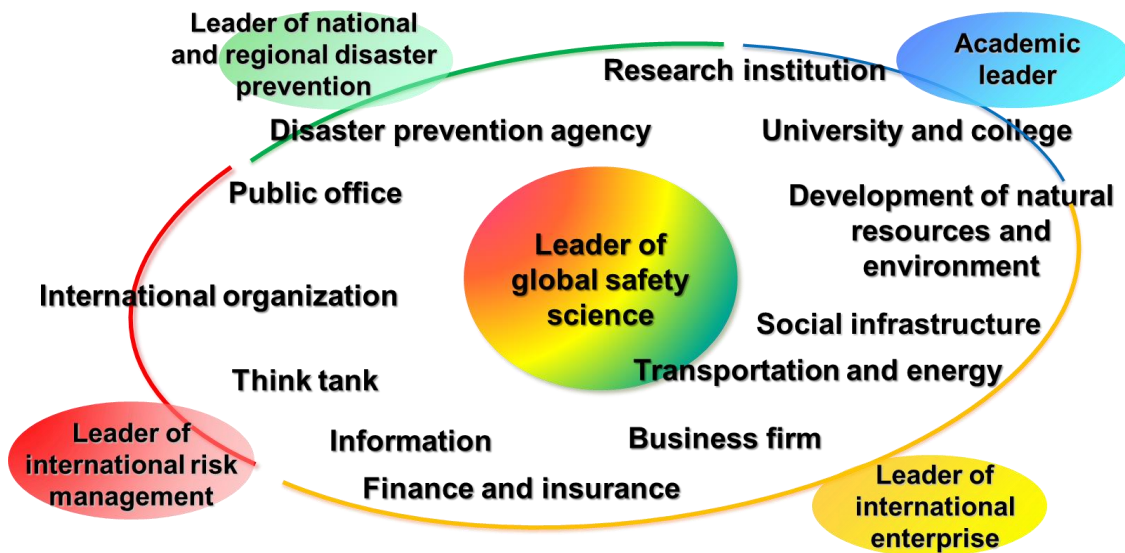 Leader of national
and regional disaster
prevention
Academic
leader
Research institution
Disaster prevention agency
University and college
Public office
Development of natural
resources and
environment
Leader of
global safety
science
International organization
Social infrastructure
Transportation and energy
Think tank
Leader of
international risk
management
Information
Business firm
Finance and insurance
Leader of
international
enterprise